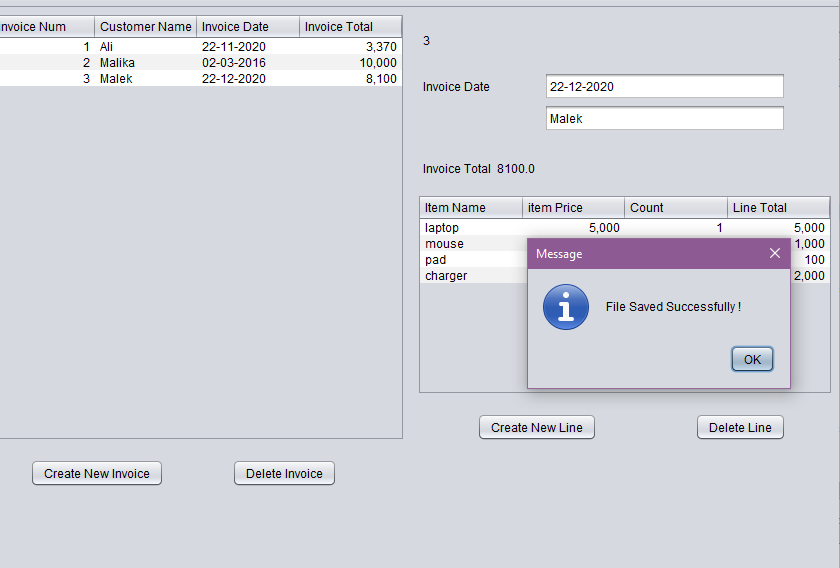 nvoice Num Customer Name Invoice Date Invoice Total
1 Ali 22-11-2020 3,370
2 Malika 02-03-2016 10,000
3 Malek 22-12-2020 8,100
Create New Invoice Delete Invoice
3
Invoice Date 22-12-2020
Malek
Invoice Total 8100.0
Item Name item Price Count Line Total
laptop 5,000 1 5,000
mouse 1,000
pad 100
charger 2,000
Message
File Saved Successfully !
OK
Create New Line Delete Line